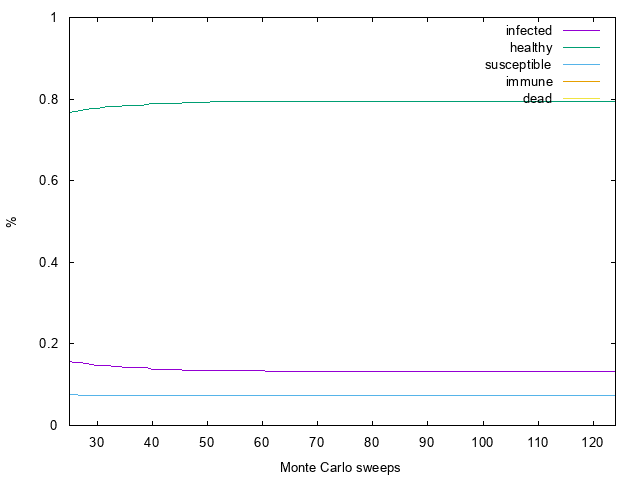 1
0.8
0.6
0.4
0.2
0
%
infected
healthy
susceptible
immune
dead
30 40 50 60 70 80 90 100 110 120
Monte Carlo sweeps